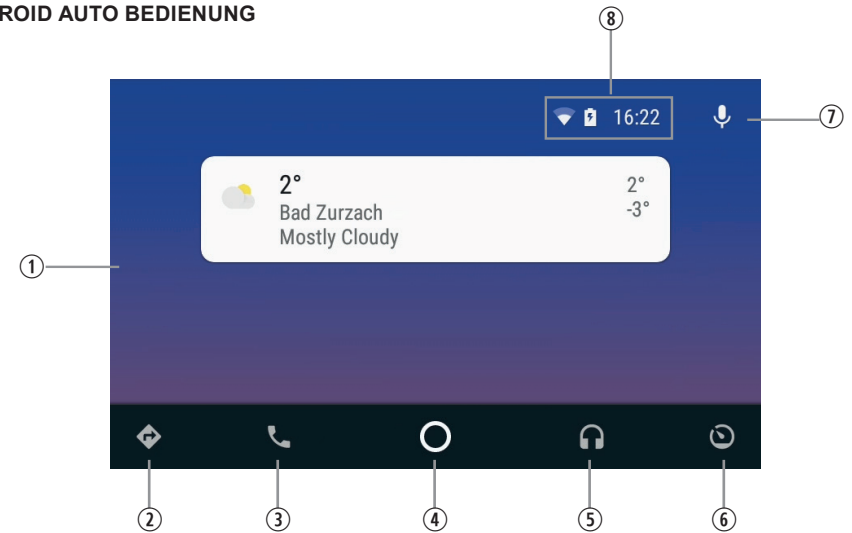 ROID AUTO BEDIENUNG
⑧
16:22
⑦
2°
2°
Bad Zurzach
-3°
Mostly Cloudy
①
② ③ ④ ⑤ ⑥